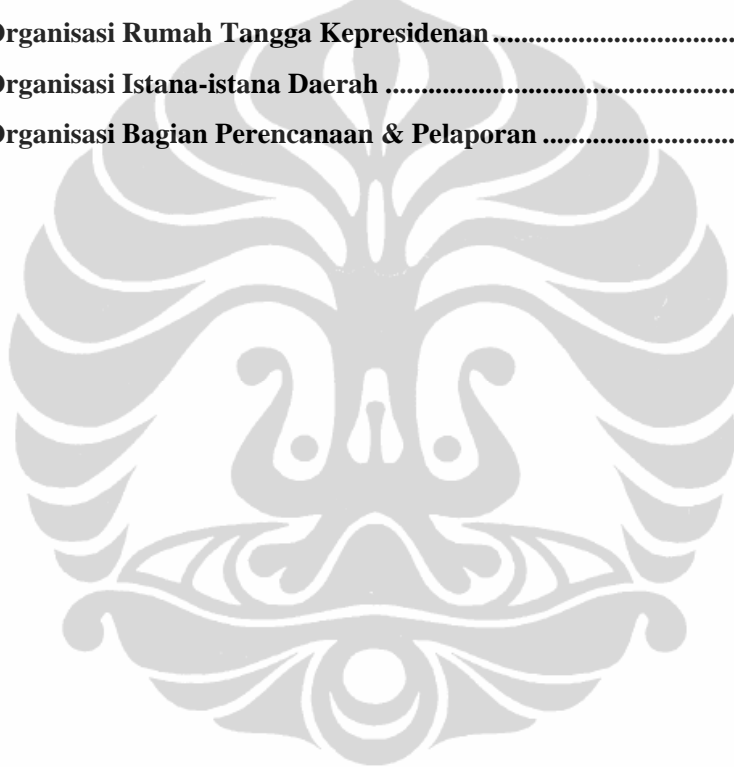 Organisasi Rumah Tangga Kepresidenan..................................
Organisasi Istana-istana Daerah .................................................
Organisasi Bagian Perencanaan & Pelaporan ...........................